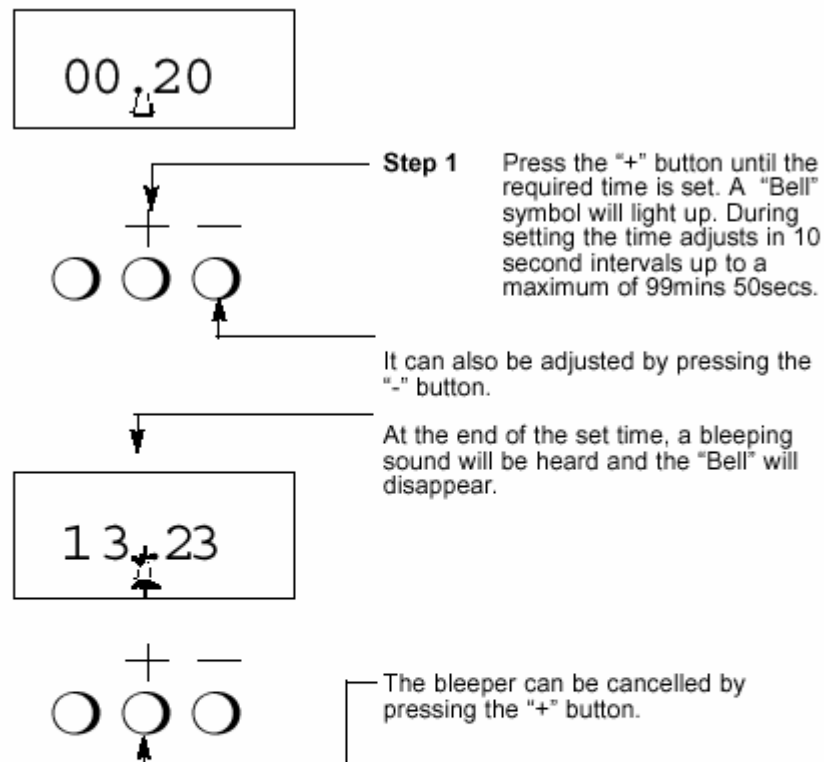 00.20
Step 1 Press the “+” button until the
required time is set. A “Bell”
symbol will light up. During
setting the time adjusts in 10
second intervals up to a
maximum of 99mins 50secs.
+ —
It can also be adjusted by pressing the
“-” button.
At the end of the set time, a bleeping
sound will be heard and the “Bell” will
disappear.
13.23
+ —
The bleeper can be cancelled by
pressing the “+” button.